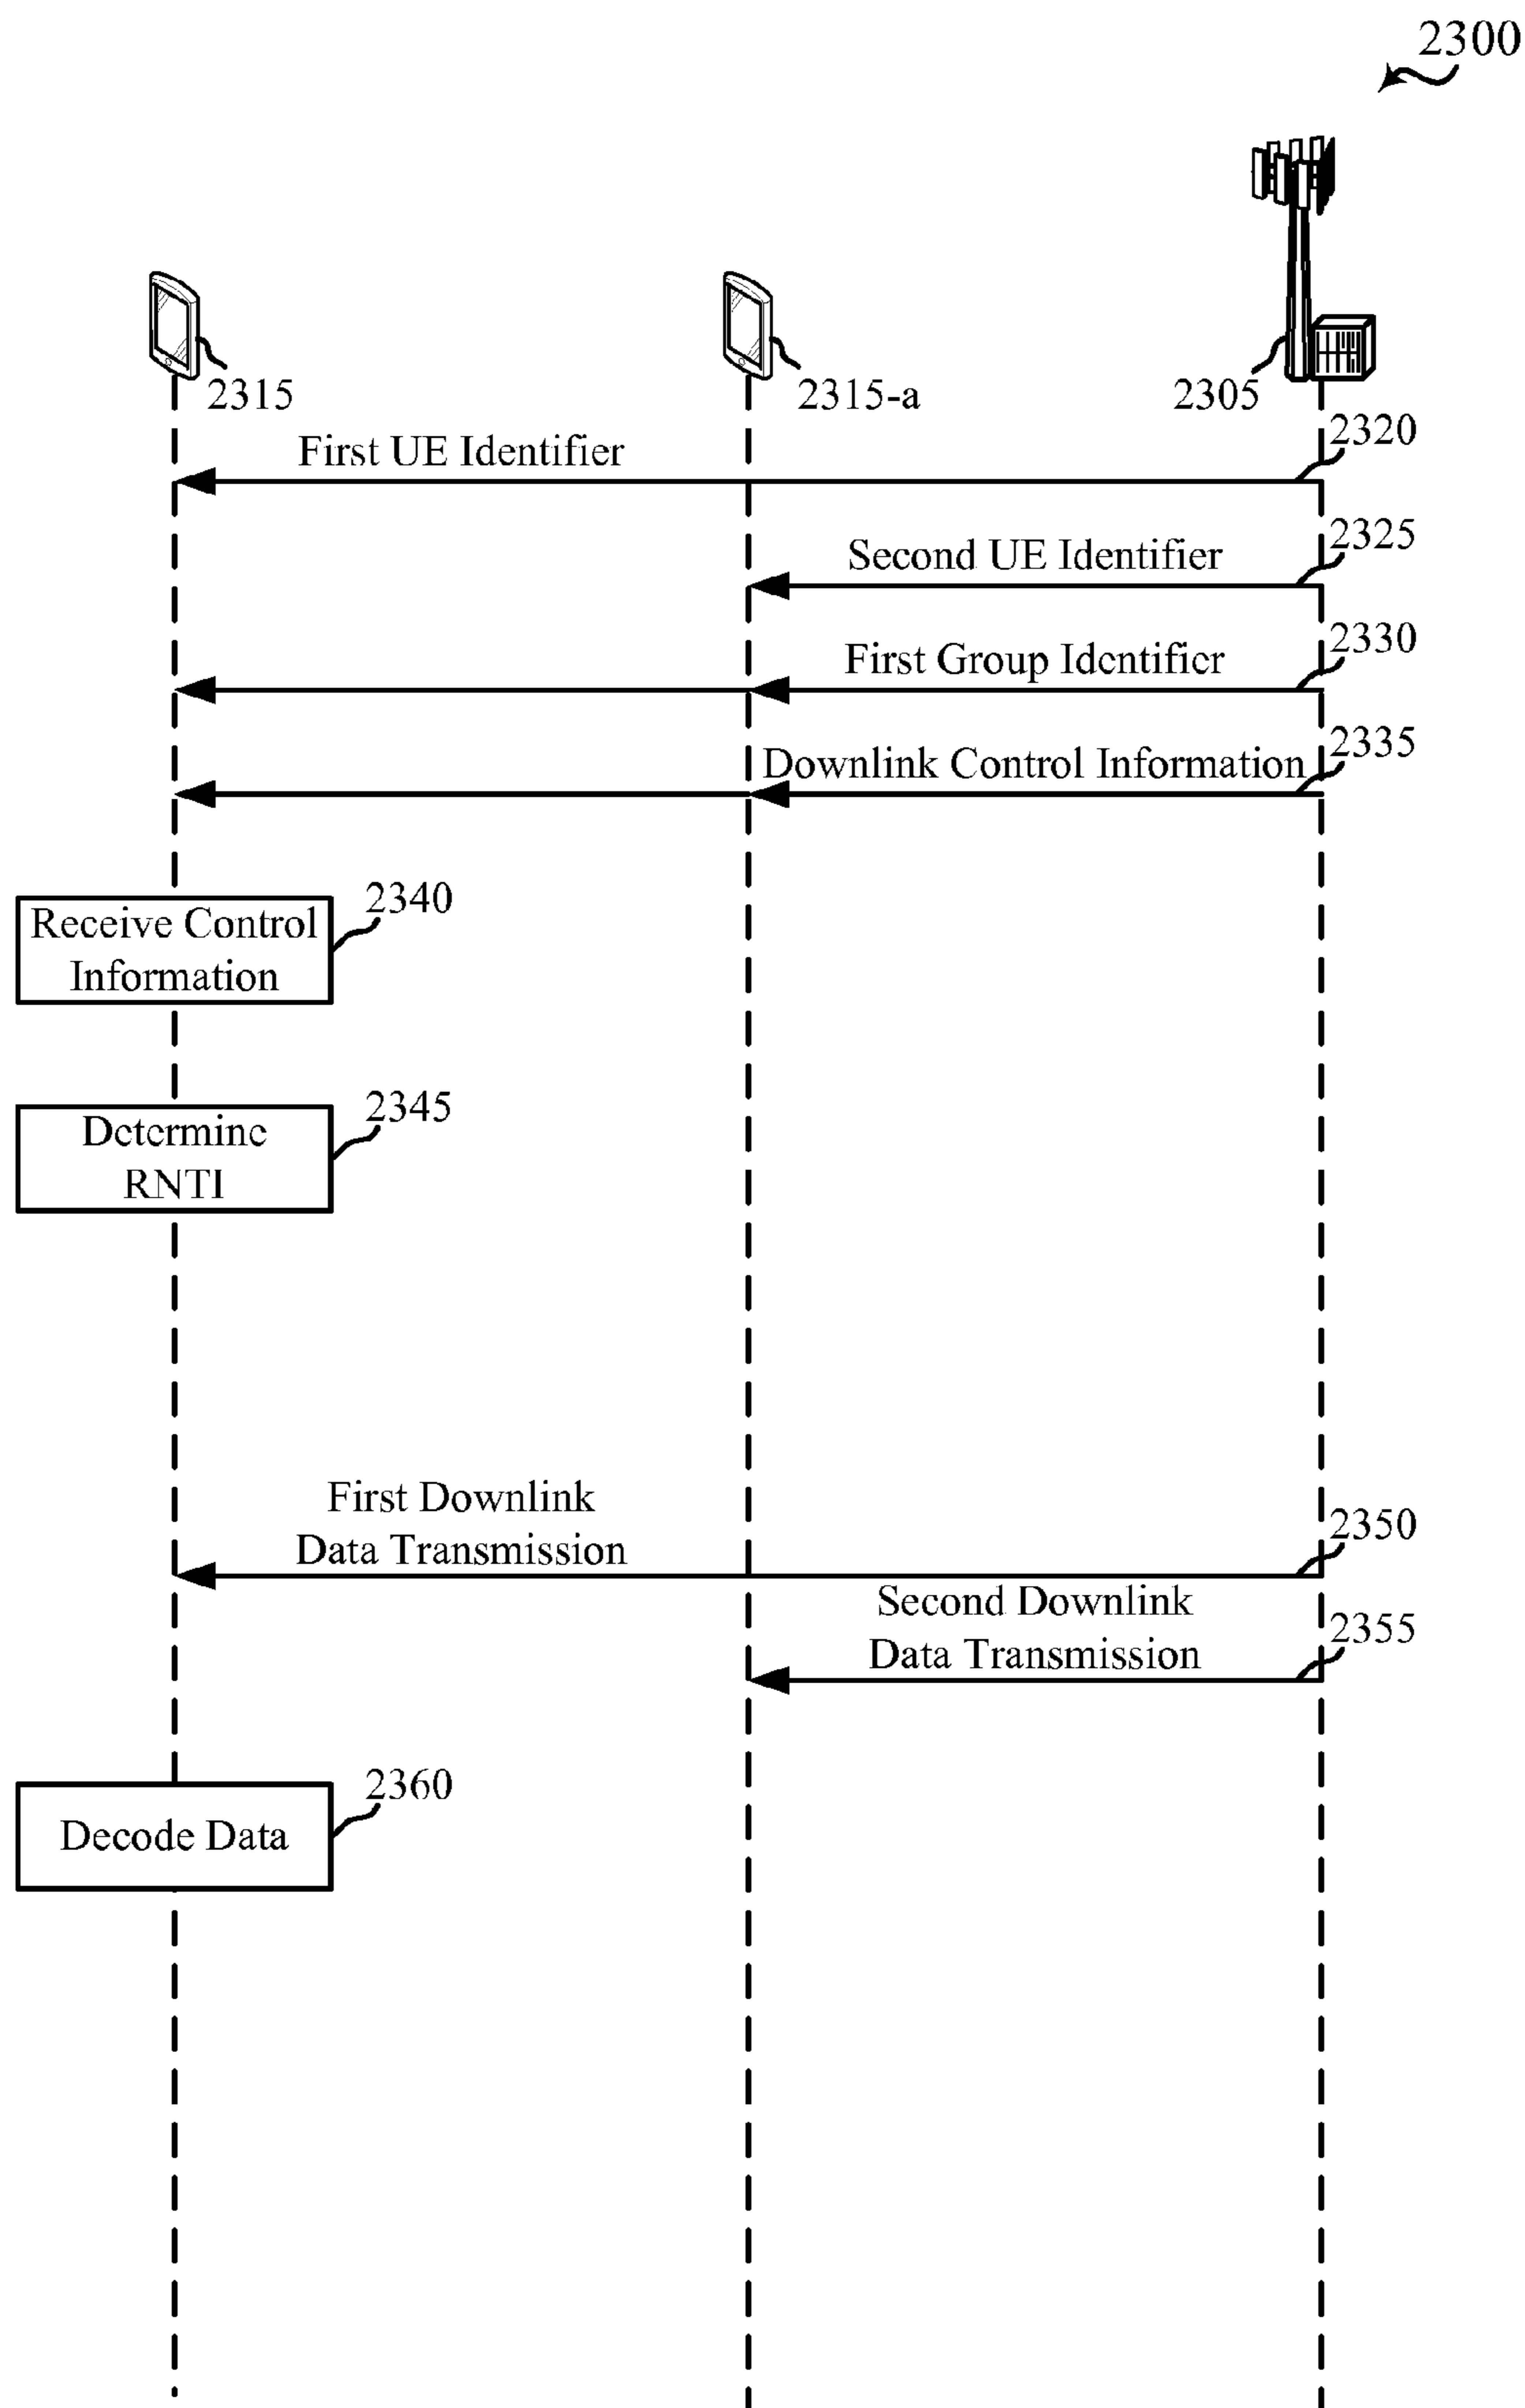 2300
2315
2315-a
2305
2320
First UE Identifier
2325
Second UE Identifier
2330
First Group Identifier
2335
Downlink Control Information
2340
Receive Control
Information
2345
Determine
RNTI
First Downlink
Data Transmission
2350
Second Downlink
Data Transmission
2355
2360
Decode Data